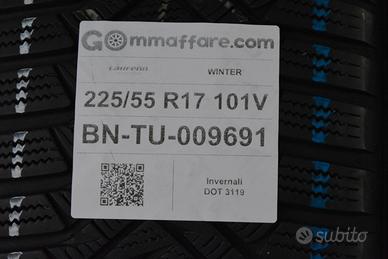 GOmmaffare.com
Laufenn WINTER
225/55 R17 101V
BN-TU-009691
Invernali
DOT 3119
subito